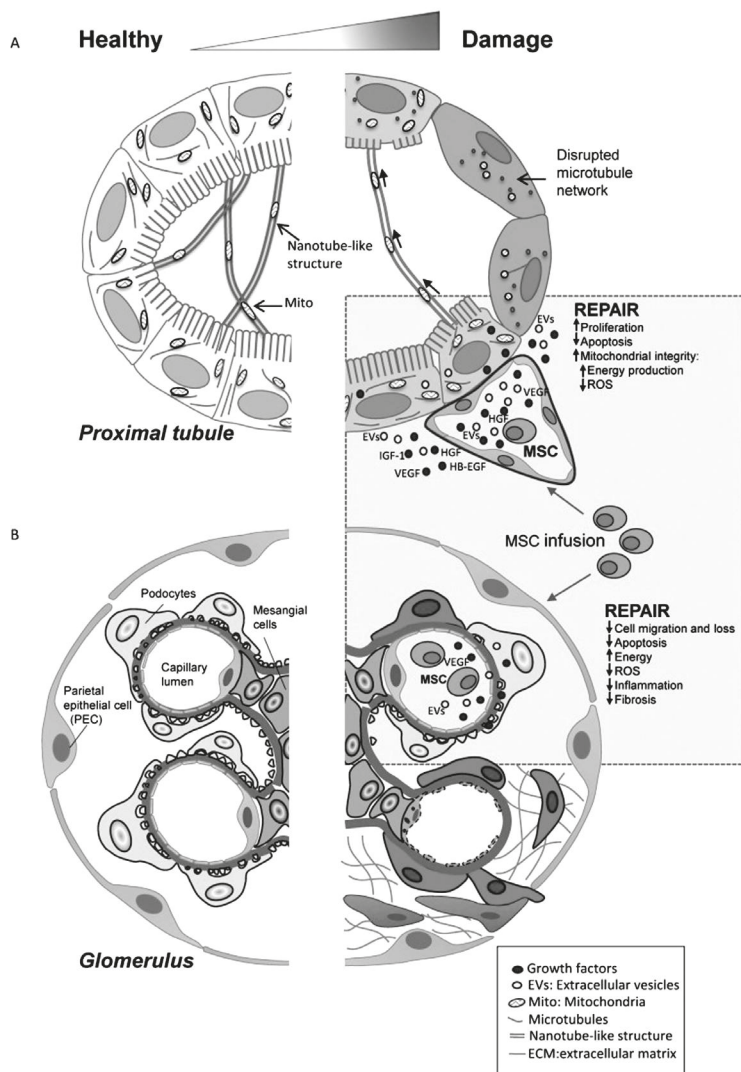 A
Healthy
Damage
Disrupted
microtubule
network
Nanotube-like
structure
Mito
Proximal tubule
EVs
REPAIR
↑Proliferation
↓Apoptosis
↑Mitochondrial integrity:
↑Energy production
↓ROS
VEGF
HGF
EVs
MSC
EVs
IGF-1
HGF
VEGF
HB-EGF
MSC infusion
B
Podocytes
Mesangial
cells
Capillary
lumen
Parietal
epithelial cell
(PEC)
VEGF
MSC
EVs
REPAIR
↓Cell migration and loss
↓Apoptosis
↑Energy
↓ROS
↓Inflammation
↓Fibrosis
Glomerulus
Growth factors
EVs: Extracellular vesicles
Mito: Mitochondria
Microtubules
Nanotube-like structure
ECM:extracellular matrix